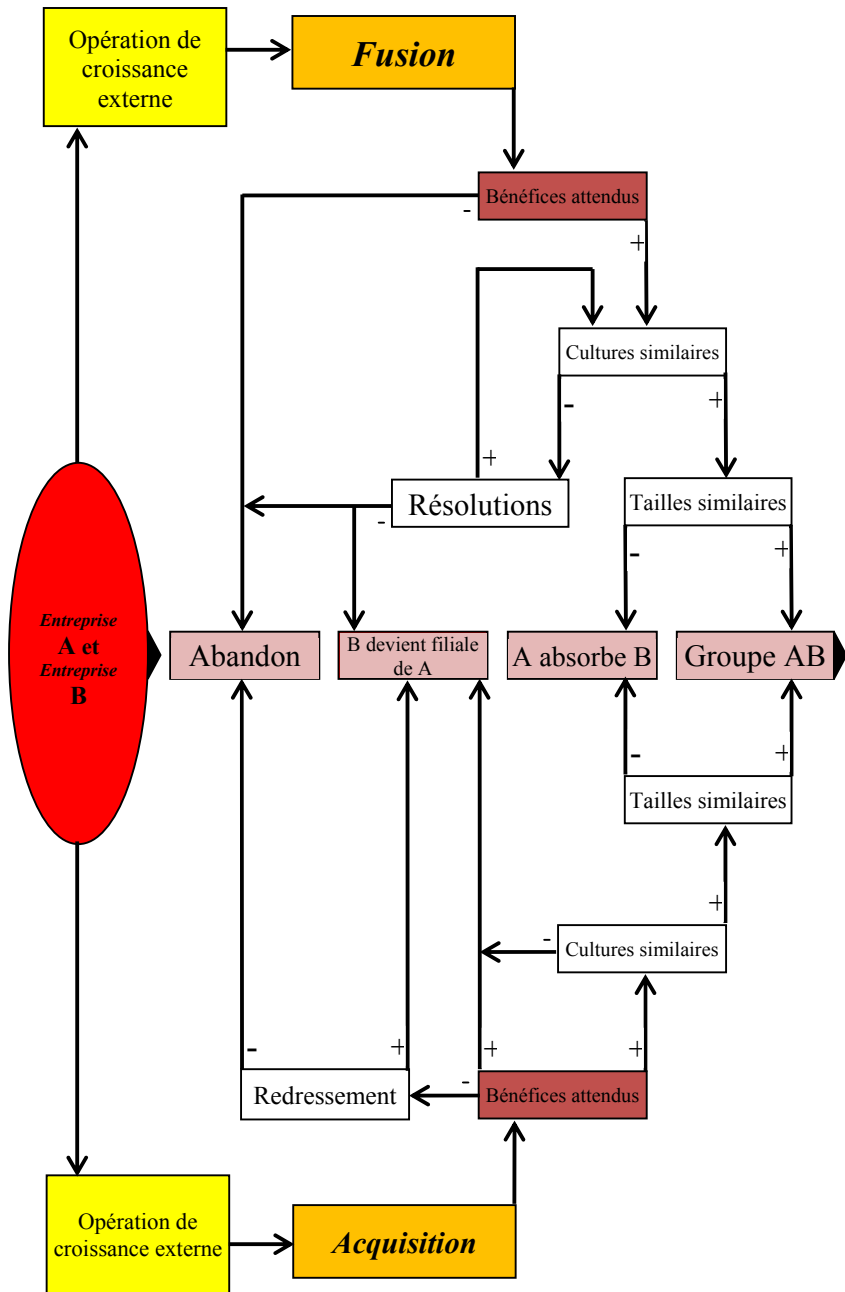 Opération de
croissance
externe
Fusion
Bénéfices attendus
-
+
Cultures similaires
-
+
+
Résolutions
-
Tailles similaires
-
+
Entreprise
A et
Entreprise
B
Abandon
B devient filiale
de A
A absorbe B
Groupe AB
-
+
Tailles similaires
+
-
Cultures similaires
-
+
+
+
Redressement
-
Bénéfices attendus
Opération de
croissance externe
Acquisition